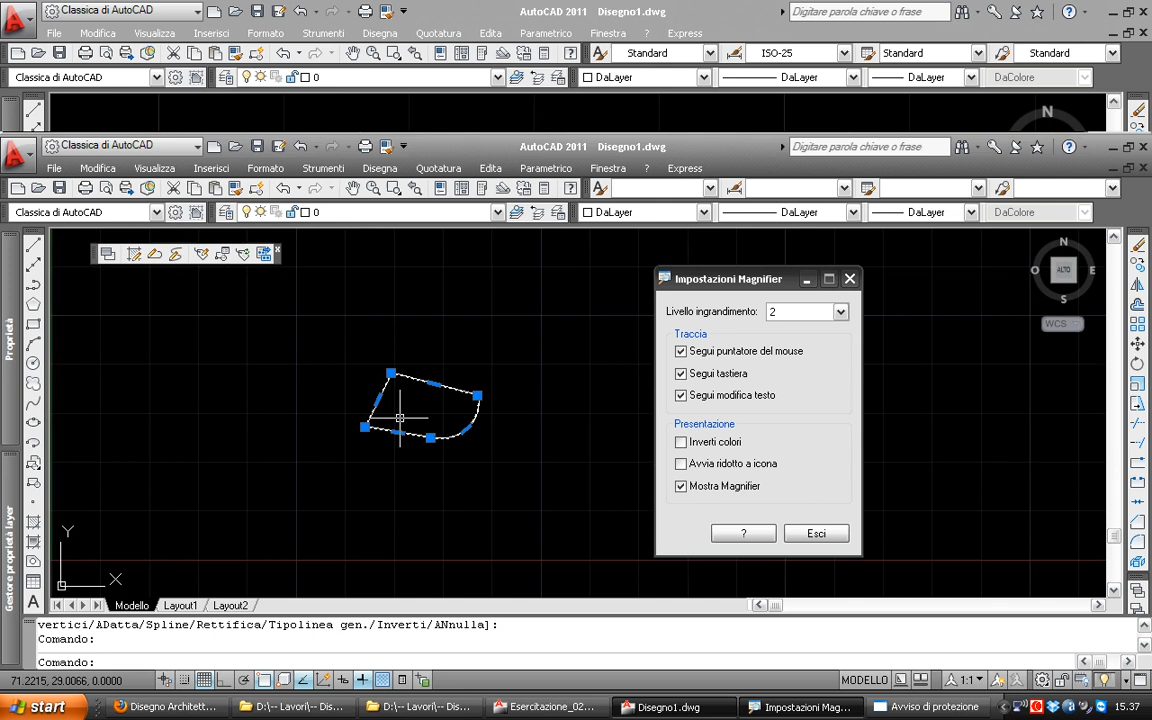 Classica di AutoCAD
AutoCAD 2011 Disegno1.dwg
Digitare parola chiave o frase
File Modifica Visualizza Inserisci Formato Strumenti Disegna Quotatura Edita Parametrico Finestra ? Express
Standard ISO-25 Standard Standard
Classica di AutoCAD 0 DaLayer DaLayer DaLayer DaColore
N
Classica di AutoCAD
AutoCAD 2011 Disegno1.dwg
Digitare parola chiave o frase
File Modifica Visualizza Inserisci Formato Strumenti Disegna Quotatura Edita Parametrico Finestra ? Express
Classica di AutoCAD 0 DaLayer DaLayer DaLayer DaColore
Proprietà
Gestore proprietà layer
N
O ALTO E
S
WCS
Impostazioni Magnifier
Livello ingrandimento: 2
Traccia
Segui puntatore del mouse
Segui tastiera
Segui modifica testo
Presentazione
Inverti colori
Avvia ridotto a icona
Mostra Magnifier
? Esci
Y
X
A
Modello Layout1 Layout2
vertici/ADatta/Spline/Rettifica/Tipolinea gen./Inverti/ANnulla]:
Comando:
Comando:
71.2215, 29.0066, 0.0000 MODELLO 1:1
start Disegno Architett... D:\-- Lavori\-- Dis... D:\-- Lavori\-- Dis... Esercitazione_02... Disegno1.dwg Impostazioni Mag... Avviso di protezione 15.37